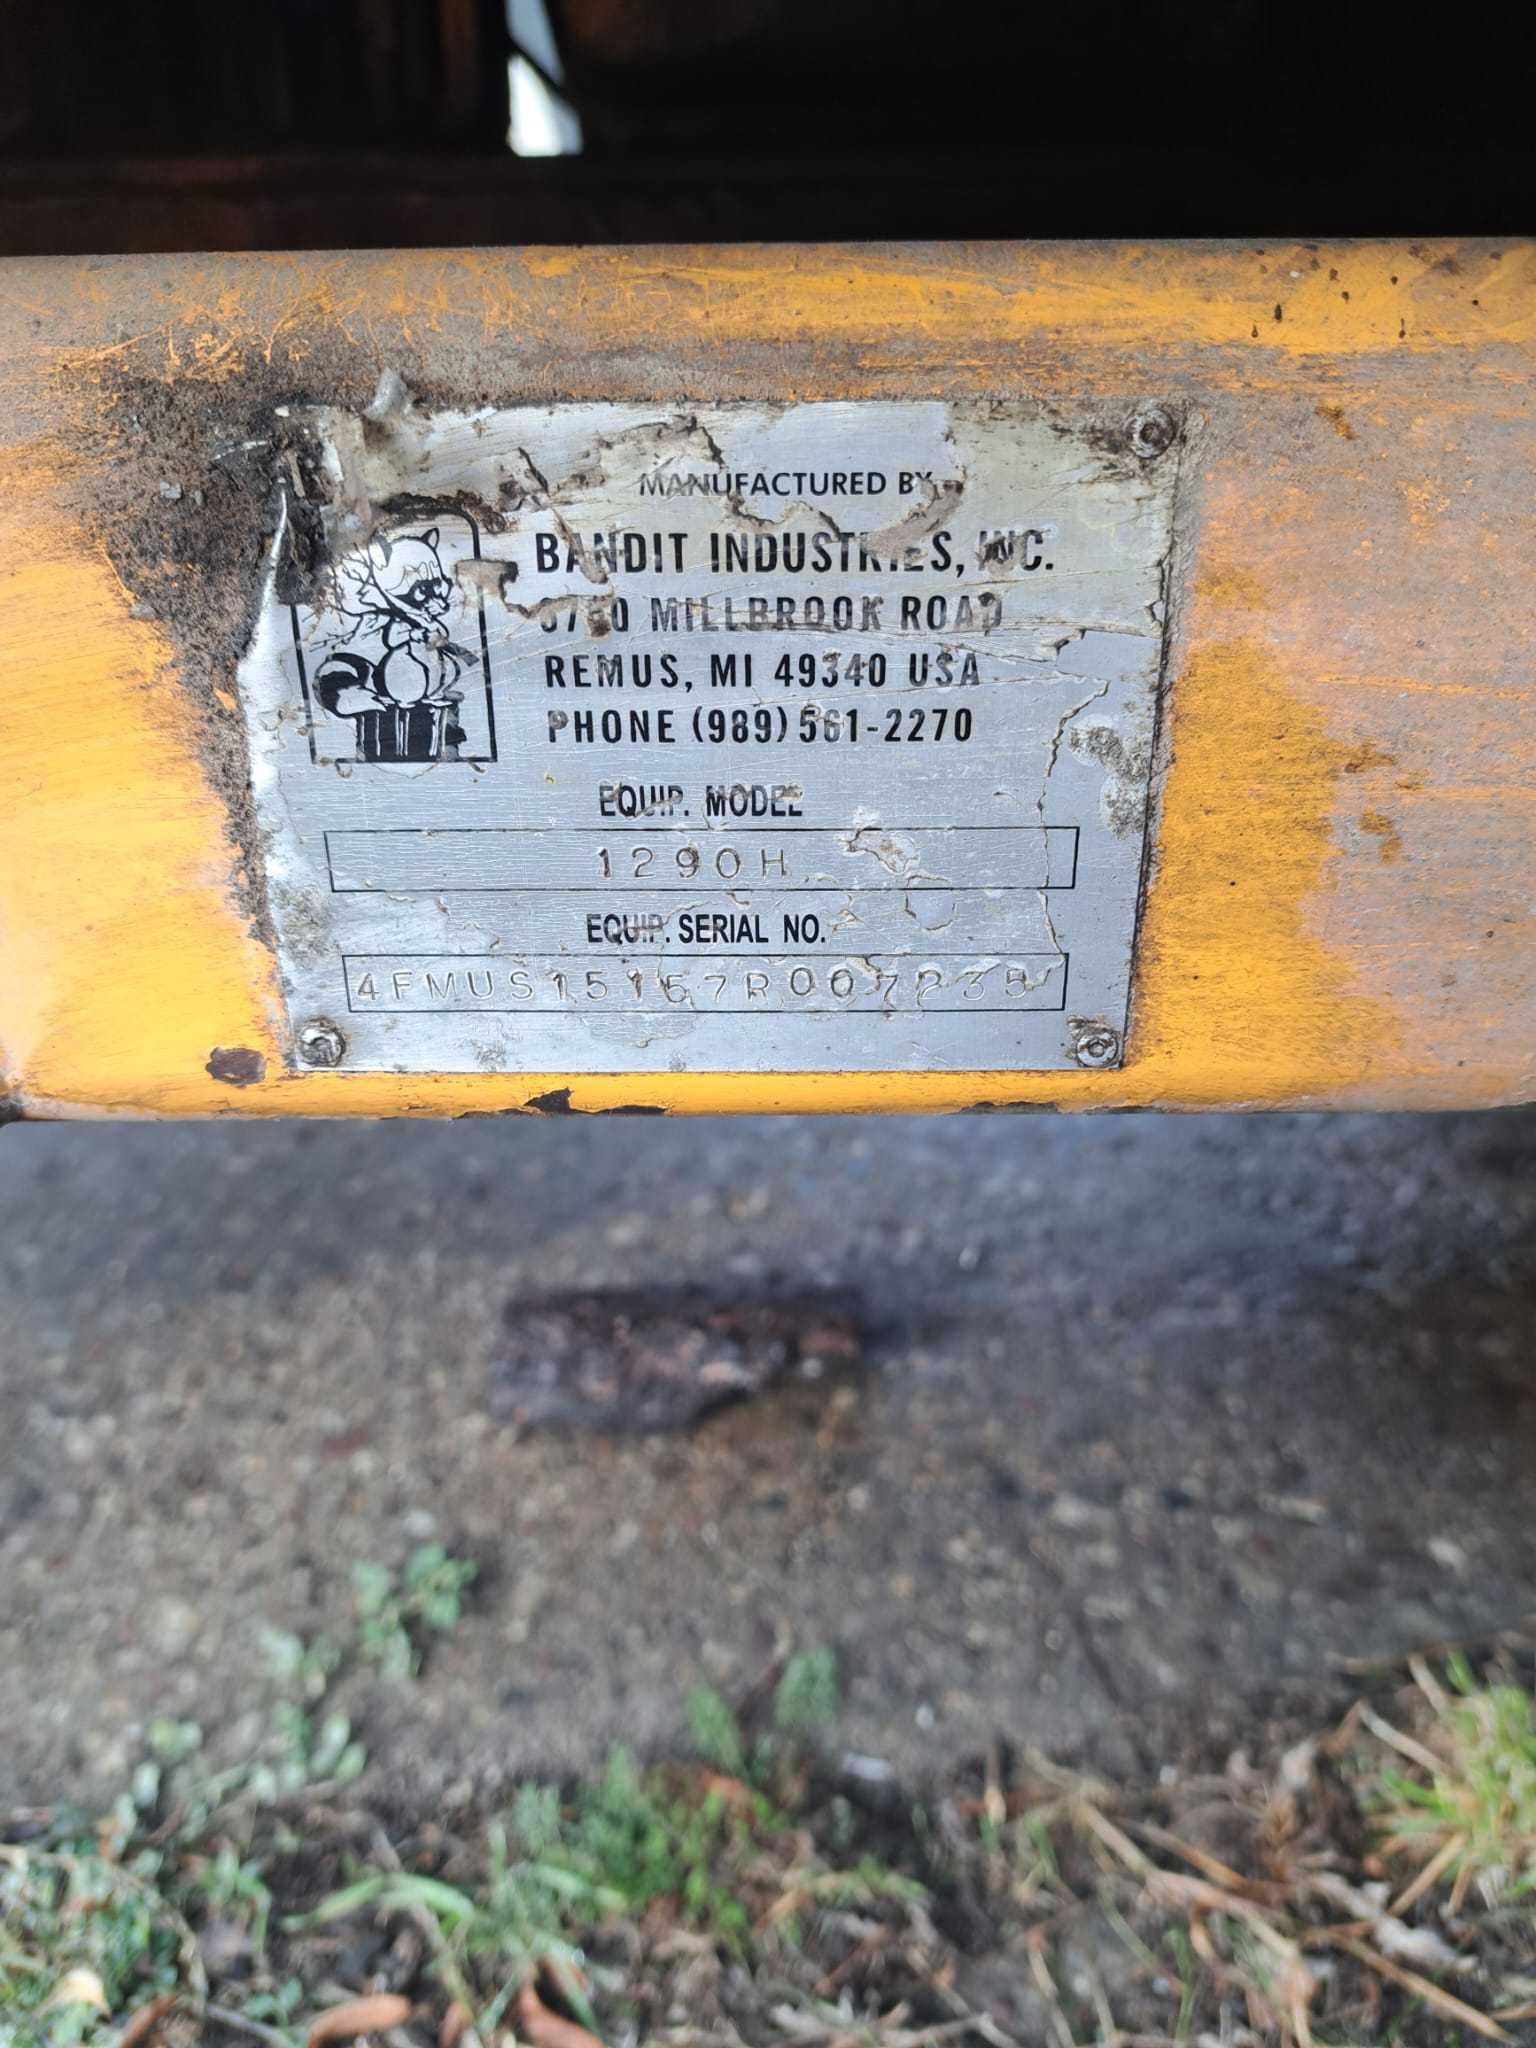 MANUFACTURED BY
BANDIT INDUSTRIES, INC.
MILLBROOK ROAD
REMUS, MI 49340 USA
PHONE (989) 561-2270
EQUIP. MODEL
1290H
EQUIP. SERIAL NO.
4FMUS15157R007235